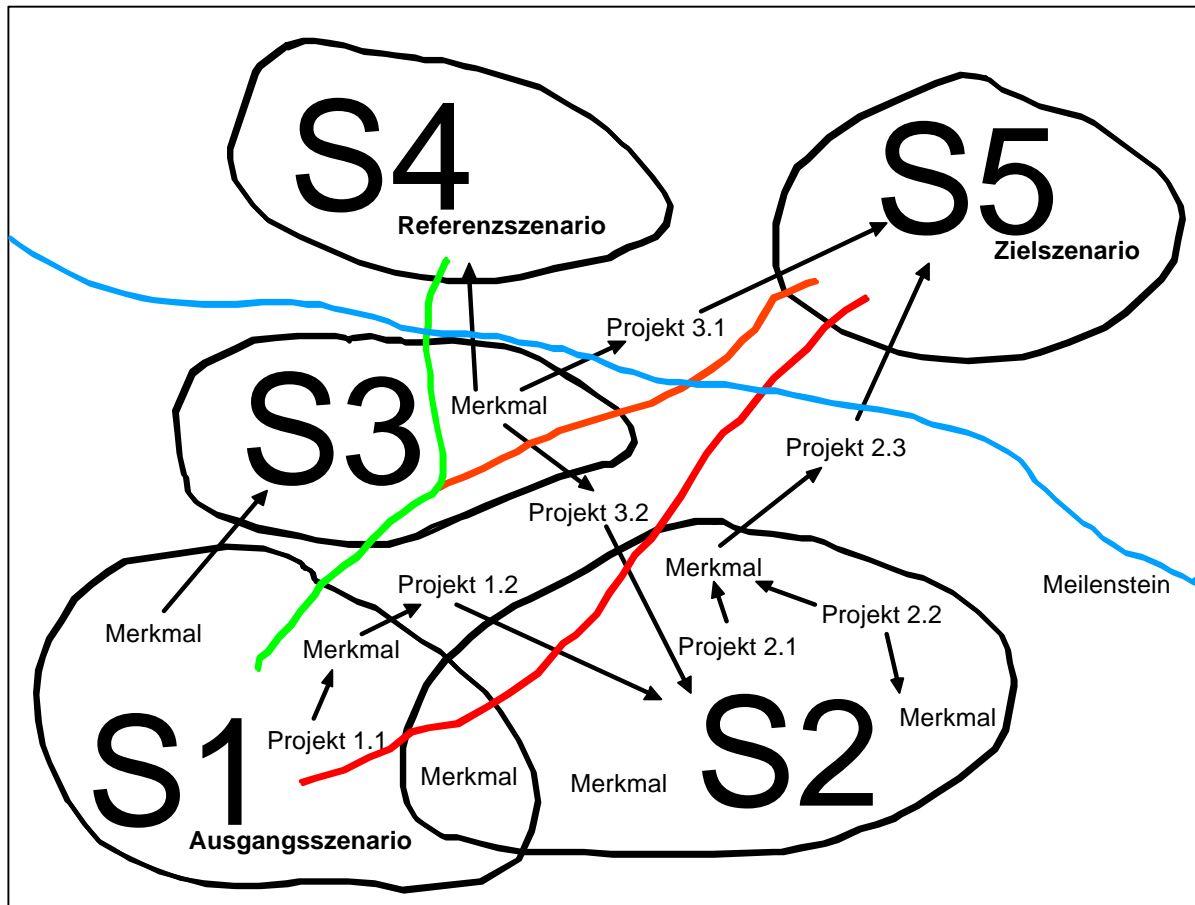 S4
Referenzszenario
S5
Zielszenario
Projekt 3.1
S3
Merkmal
Projekt 2.3
Projekt 3.2
Merkmal
Projekt 1.2
Meilenstein
Merkmal
Merkmal
Projekt 2.2
Projekt 2.1
Merkmal
Projekt 1.1
S1
Merkmal
Merkmal
S2
Ausgangsszenario